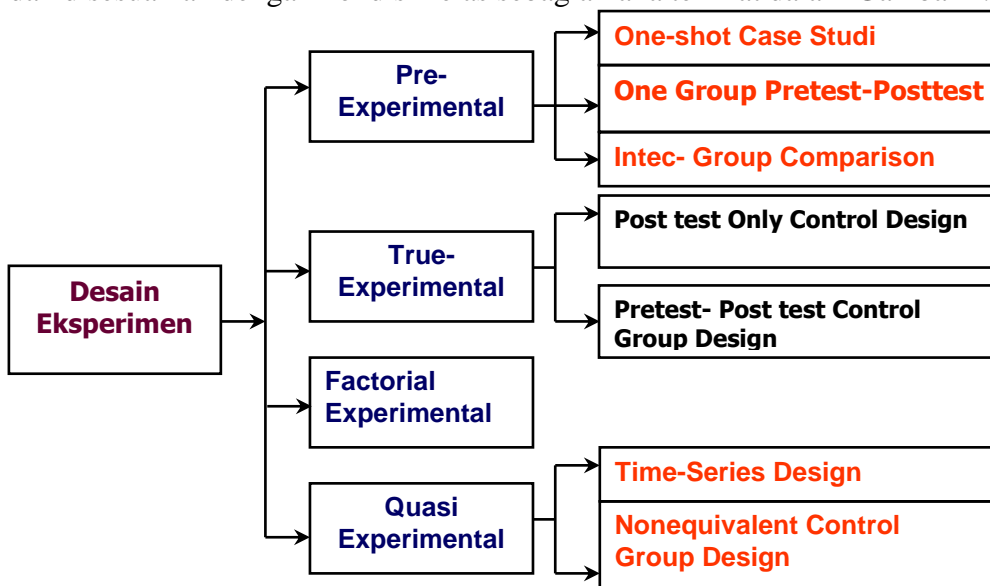 One-shot Case Studi
Pre-
Experimental
One Group Pretest-Posttest
Intec- Group Comparison
Post test Only Control Design
True-
Experimental
Desain
Eksperimen
Pretest- Post test Control
Group Design
Factorial
Experimental
Time-Series Design
Quasi
Experimental
Nonequivalent Control
Group Design